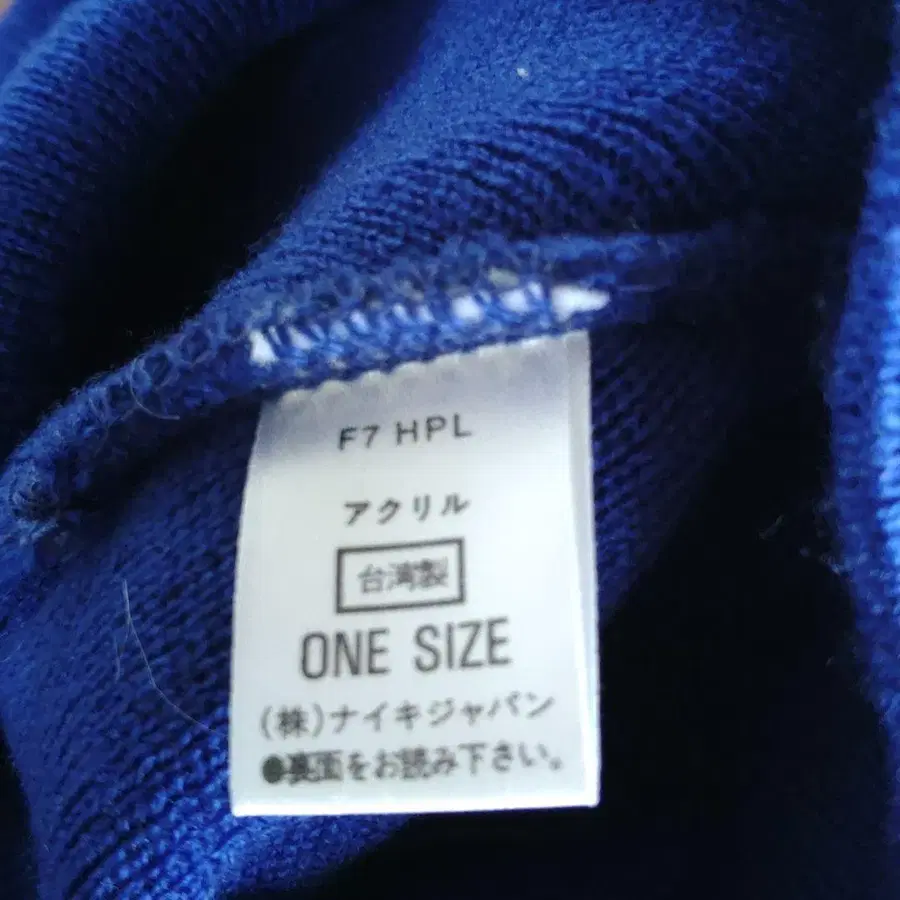 F7 HPL
アクリル
台湾製
ONE SIZE
(株)ナイキジャパン
●裏面をお読み下さい。